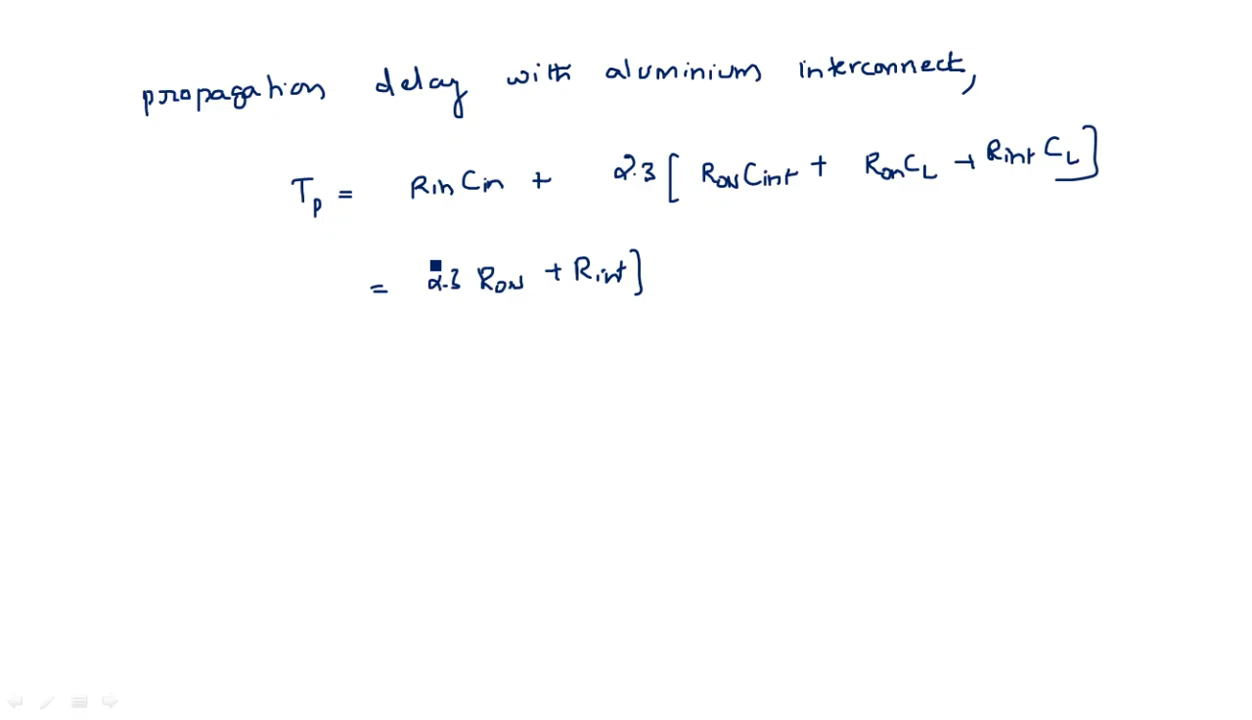 propagation delay with aluminium interconnect,
Tp = Rin Cin + 2.3 [ RON Cint + Ron CL + Rint CL ]
= 2.3 RON + Rint ]